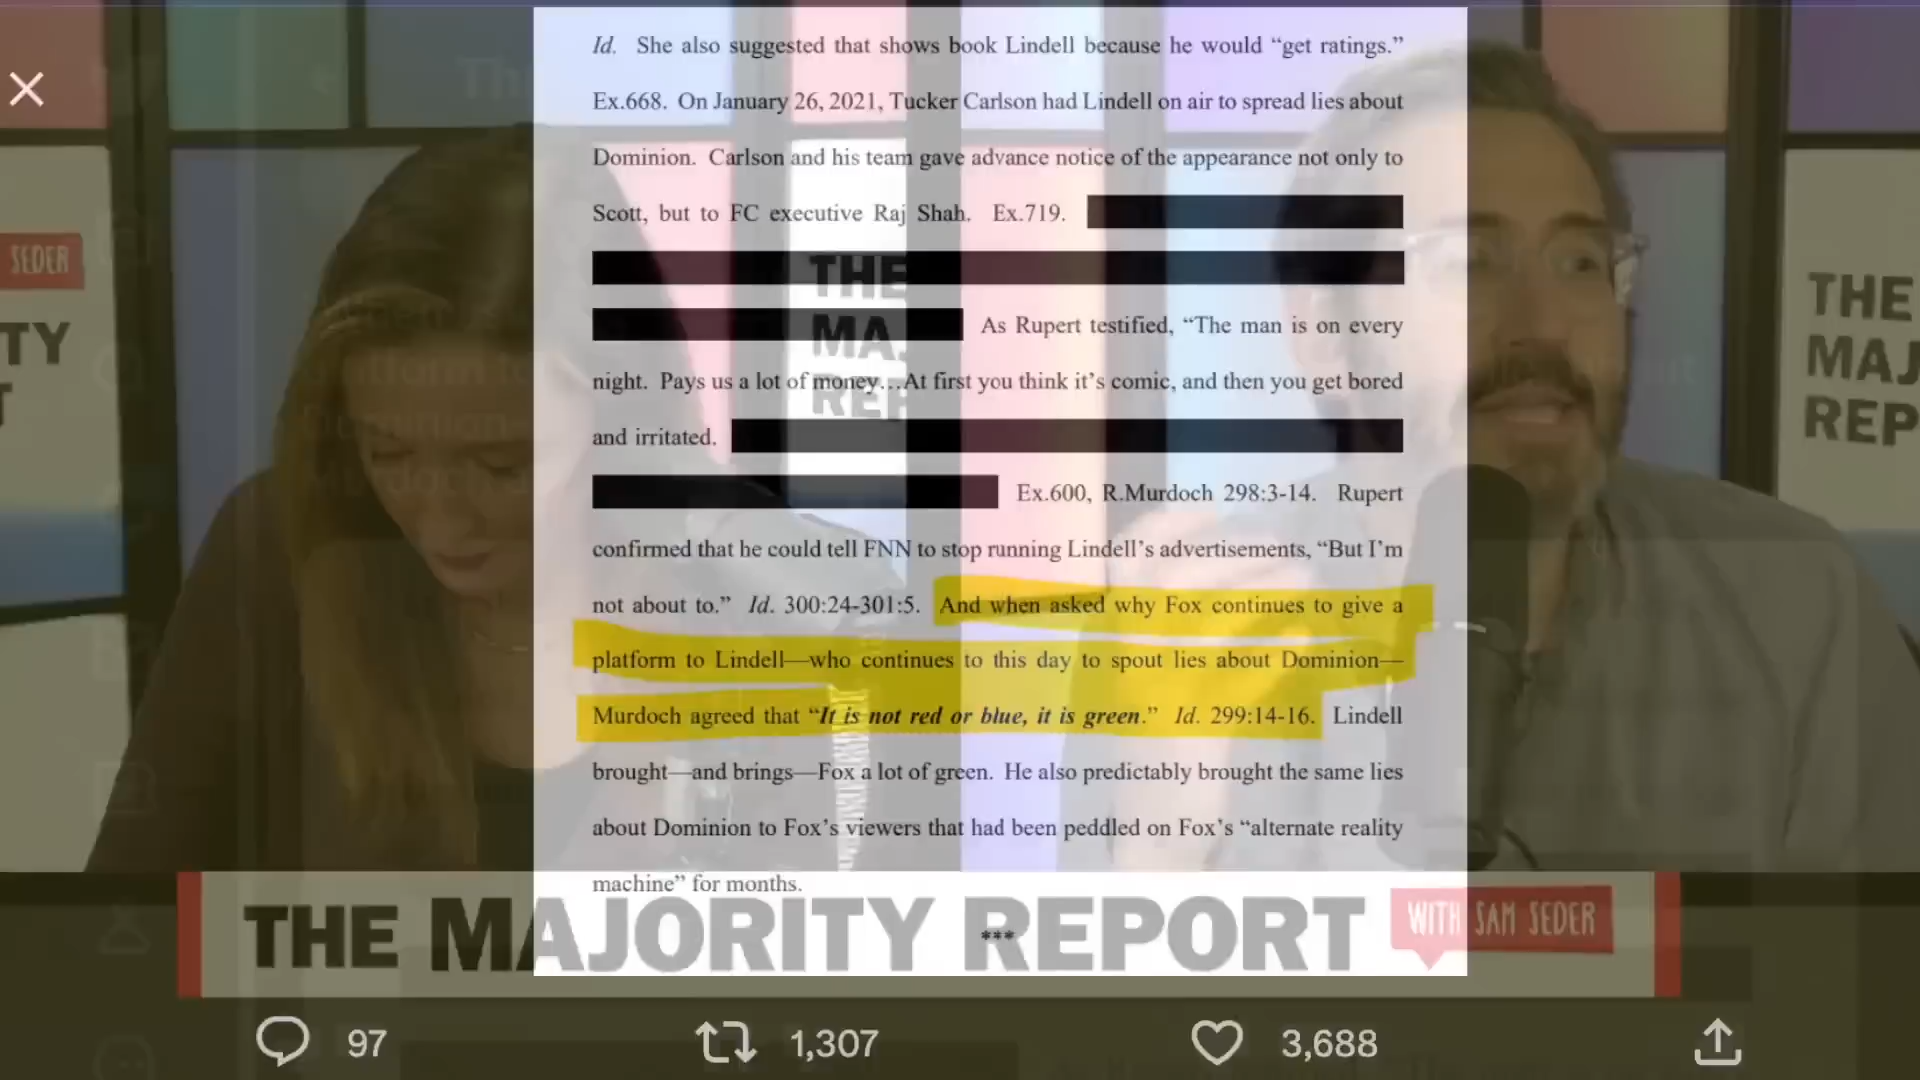 Id. She also suggested that shows book Lindell because he would “get ratings.”
Ex.668. On January 26, 2021, Tucker Carlson had Lindell on air to spread lies about
Dominion. Carlson and his team gave advance notice of the appearance not only to
Scott, but to FC executive Raj Shah. Ex.719.
As Rupert testified, “The man is on every
night. Pays us a lot of money…At first you think it’s comic, and then you get bored
and irritated.
Ex.600, R.Murdoch 298:3-14. Rupert
confirmed that he could tell FNN to stop running Lindell’s advertisements, “But I’m
not about to.” Id. 300:24-301:5. And when asked why Fox continues to give a
platform to Lindell—who continues to this day to spout lies about Dominion—
Murdoch agreed that “It is not red or blue, it is green.” Id. 299:14-16. Lindell
brought—and brings—Fox a lot of green. He also predictably brought the same lies
about Dominion to Fox’s viewers that had been peddled on Fox’s “alternate reality
machine” for months.
***
SEDER
TY
T
THE
MA
REP
THE
MAJ
REP
THE MAJORITY REPORT
WITH SAM SEDER
97
1,307
3,688